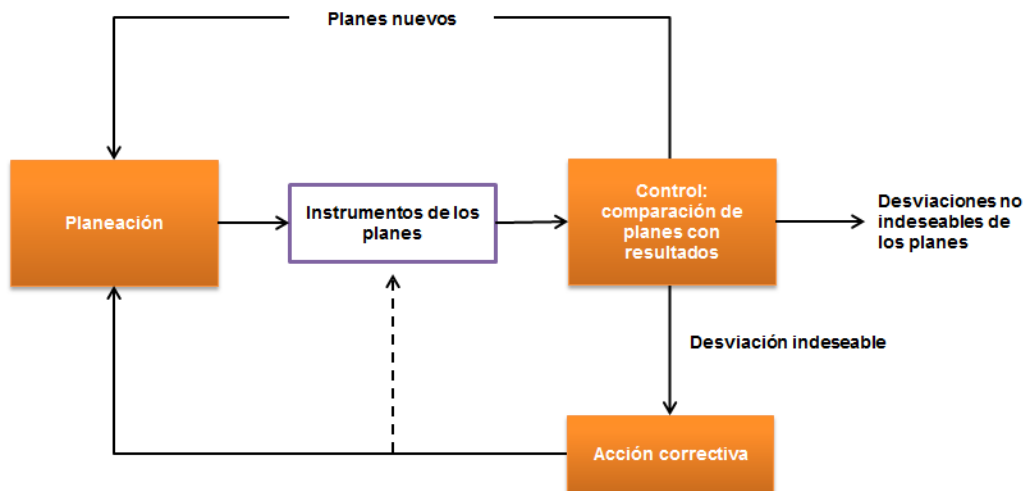 Planes nuevos
Planeación
Instrumentos de los
planes
Control:
comparación de
planes con
resultados
Desviaciones no
indeseables de
los planes
Desviación indeseable
Acción correctiva